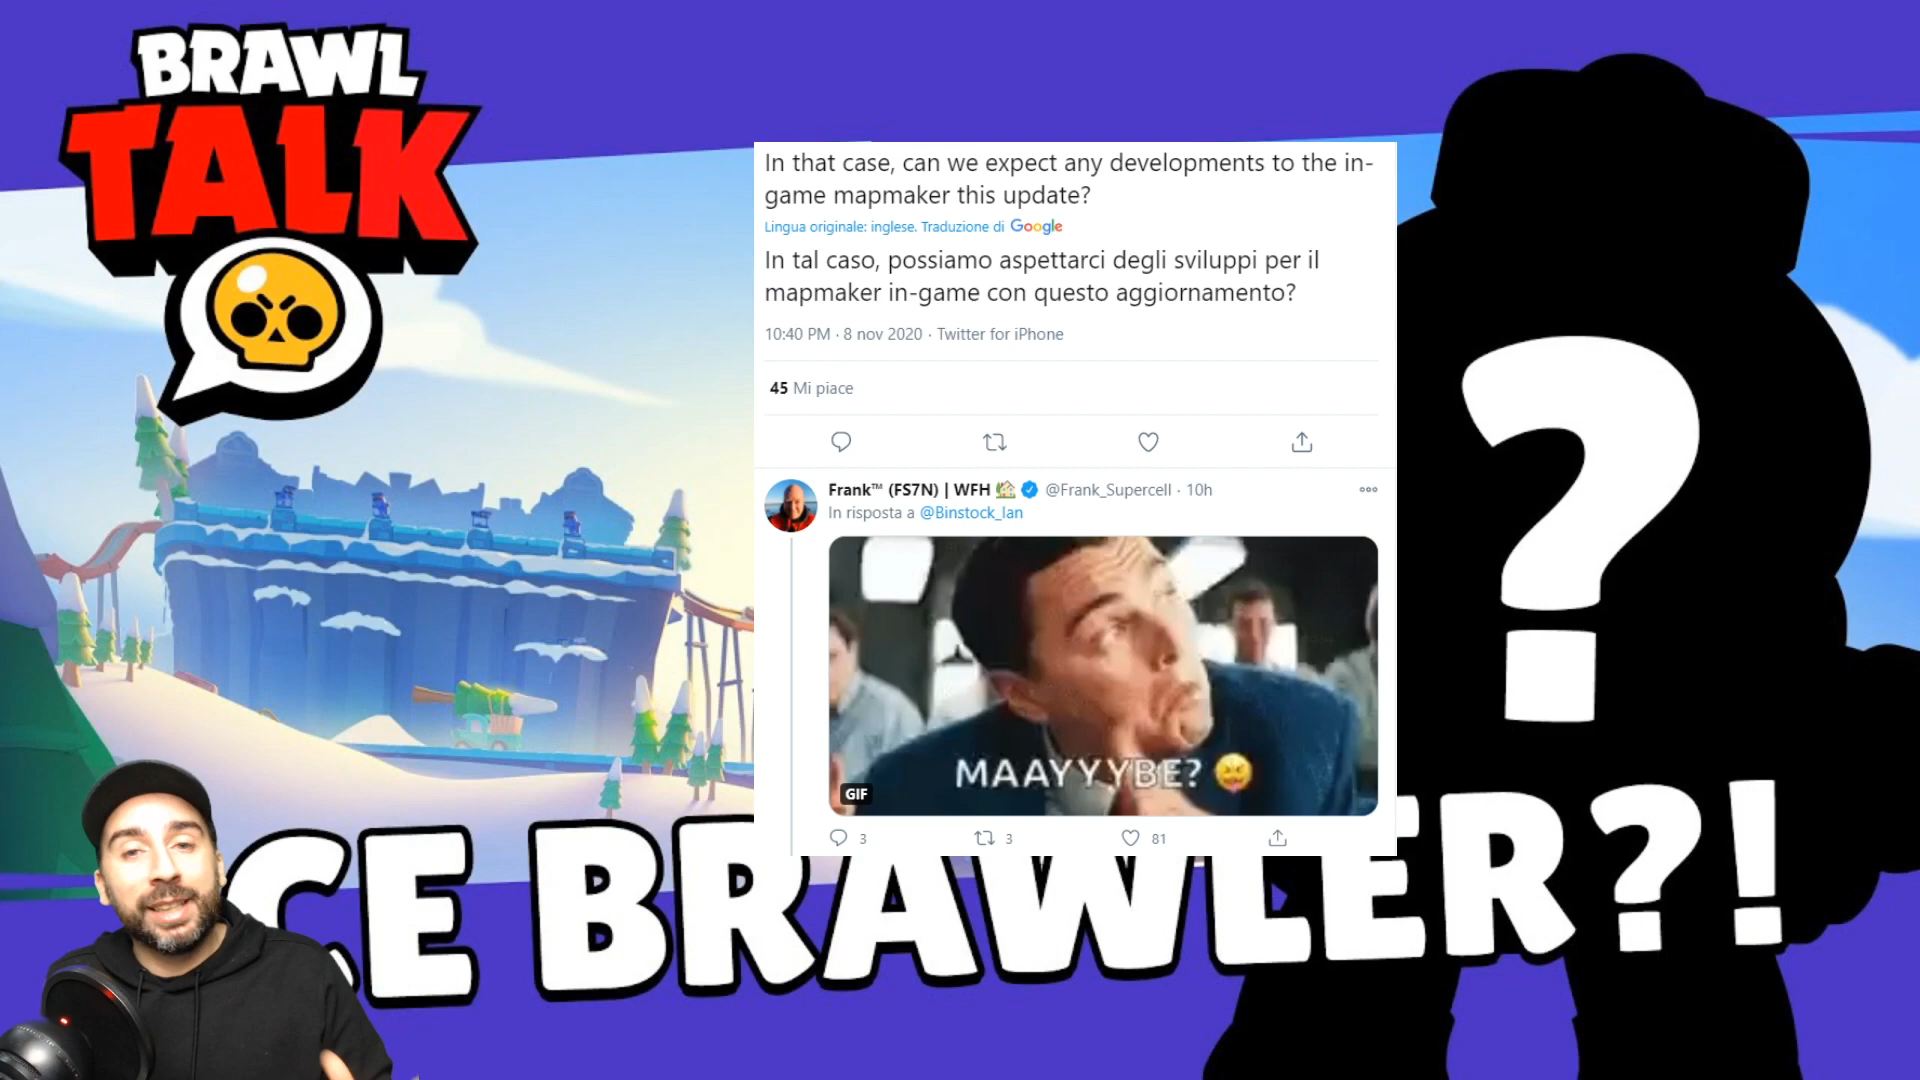 BRAWL
TALK
In that case, can we expect any developments to the in-
game mapmaker this update?
Lingua originale: inglese. Traduzione di Google
In tal caso, possiamo aspettarci degli sviluppi per il
mapmaker in-game con questo aggiornamento?
10:40 PM · 8 nov 2020 · Twitter for iPhone
45 Mi piace
Frank™ (FS7N) | WFH @Frank_Supercell · 10h
In risposta a @Binstock_Ian
MAAYYYBE?
GIF
3 3 81
?
CE BRAWLER?!